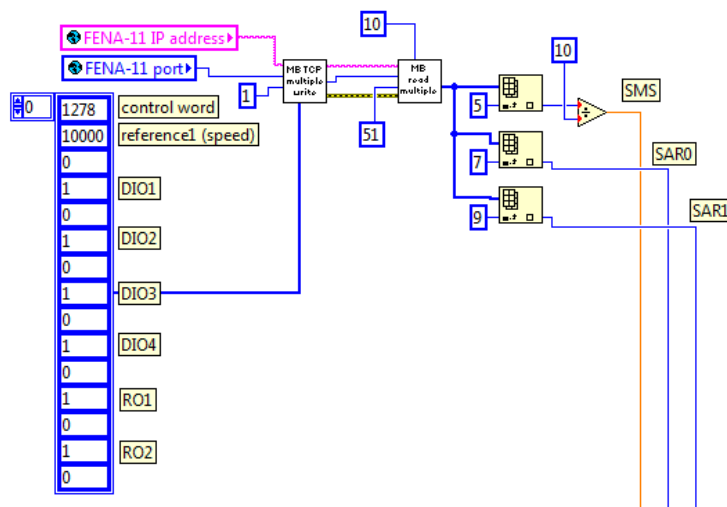 FENA-11 IP address
FENA-11 port
MB TCP
multiple
write
MB
read
multiple
10
1
51
0
1278
control word
10000
reference1 (speed)
0
1
DIO1
0
1
DIO2
0
1
DIO3
0
1
DIO4
0
1
RO1
0
1
RO2
0
5
7
9
10
SMS
SAR0
SAR1